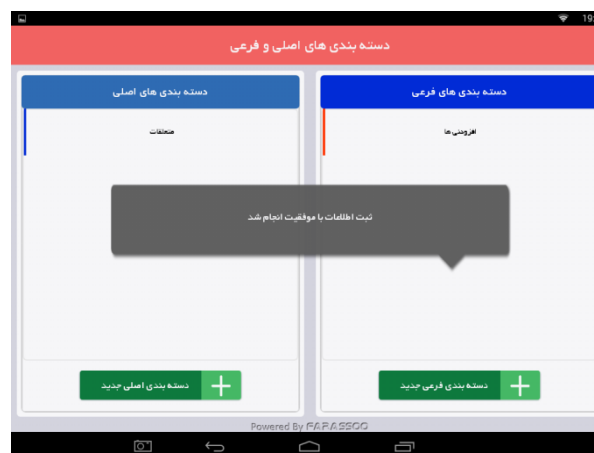 19:
دسته بندی های اصلی و فرعی
دسته بندی های فرعی
افزودنی ها
دسته بندی های اصلی
متعلقات
ثبت اطلاعات با موفقیت انجام شد
دسته بندی فرعی جدید
دسته بندی اصلی جدید
Powered By FARASSOO